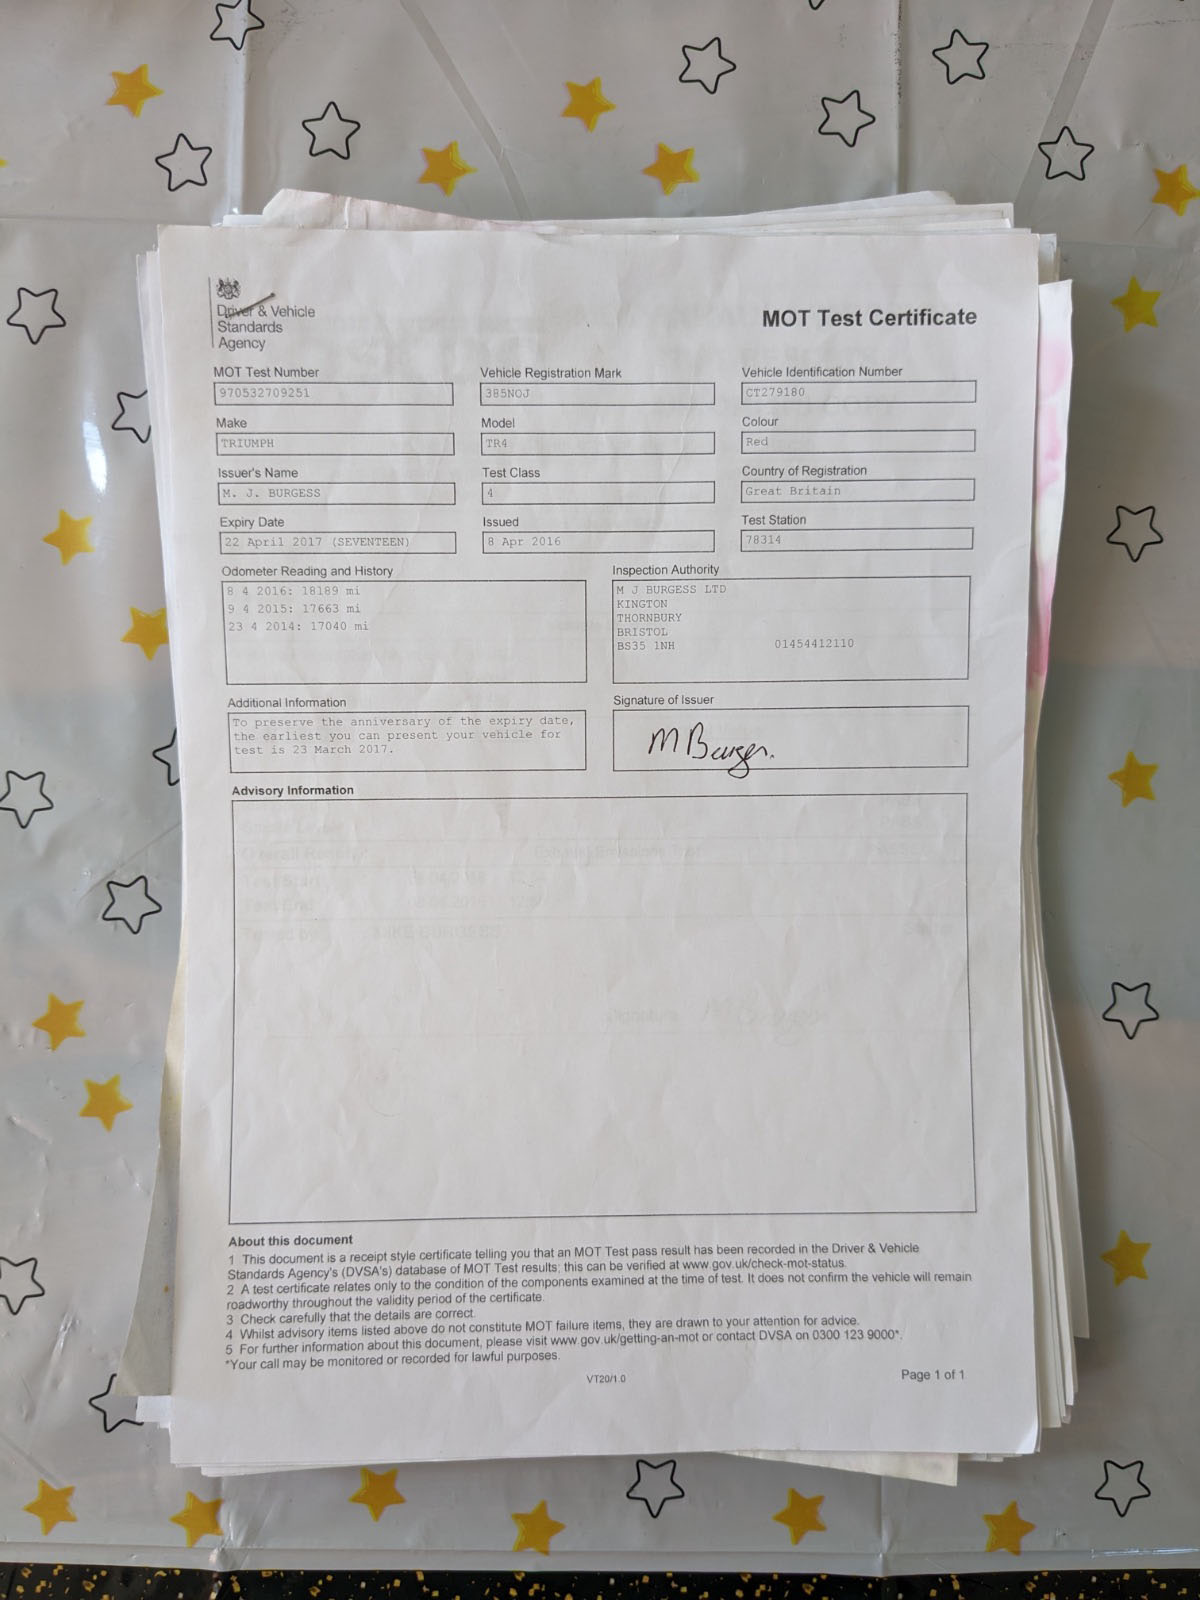 Driver & Vehicle
Standards
Agency
MOT Test Certificate
MOT Test Number
970532709251
Vehicle Registration Mark
385NOJ
Vehicle Identification Number
CT279180
Make
TRIUMPH
Model
TR4
Colour
Red
Issuer's Name
M. J. BURGESS
Test Class
4
Country of Registration
Great Britain
Expiry Date
22 April 2017 (SEVENTEEN)
Issued
8 Apr 2016
Test Station
78314
Odometer Reading and History
8 4 2016: 18189 mi
9 4 2015: 17663 mi
23 4 2014: 17040 mi
Inspection Authority
M J BURGESS LTD
KINGTON
THORNBURY
BRISTOL
BS35 1NH 01454412110
Additional Information
To preserve the anniversary of the expiry date,
the earliest you can present your vehicle for
test is 23 March 2017.
Signature of Issuer
M Burgess
Advisory Information
About this document
1 This document is a receipt style certificate telling you that an MOT Test pass result has been recorded in the Driver & Vehicle
Standards Agency's (DVSA's) database of MOT Test results; this can be verified at www.gov.uk/check-mot-status.
2 A test certificate relates only to the condition of the components examined at the time of test. It does not confirm the vehicle will remain
roadworthy throughout the validity period of the certificate.
3 Check carefully that the details are correct.
4 Whilst advisory items listed above do not constitute MOT failure items, they are drawn to your attention for advice.
5 For further information about this document, please visit www.gov.uk/getting-an-mot or contact DVSA on 0300 123 9000*.
*Your call may be monitored or recorded for lawful purposes.
VT20/1.0
Page 1 of 1